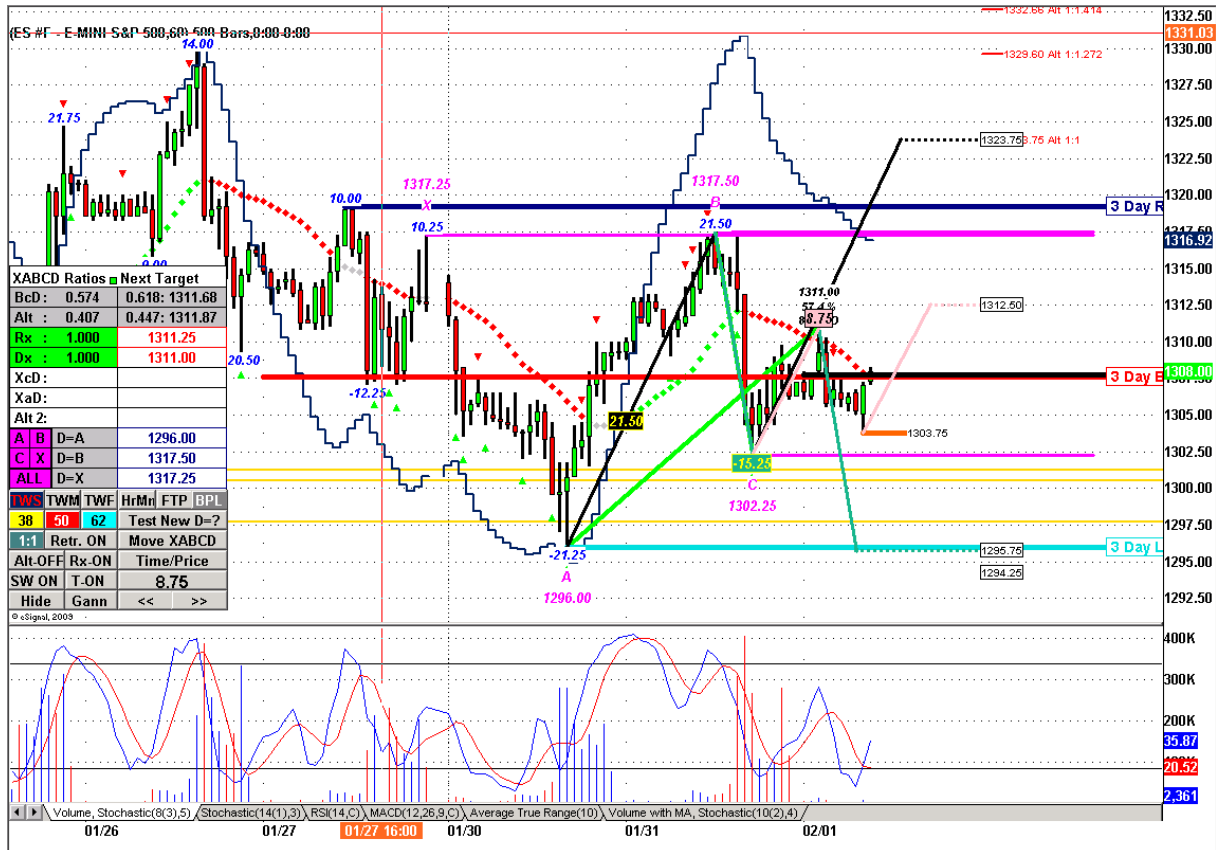 (ES #F - E-MINI S&P 500,60) 500 Bars,0:00-0:00
1332.66 Alt 1:1.414
1329.60 Alt 1:1.272
1323.75
3.75 Alt 1:1
14.00
21.75
9.00
20.50
10.00
-12.25
1317.25
X
10.25
1317.50
B
21.50
21.50
-21.25
A
1296.00
-15.25
C
1302.25
1311.00
57.4%
8.75
1312.50
1303.75
1295.75
1294.25
3 Day R
3 Day B
3 Day L
1332.50
1331.03
1330.00
1327.50
1325.00
1322.50
1320.00
1316.92
1315.00
1312.50
1310.00
1308.00
1305.00
1302.50
1300.00
1297.50
1295.00
1292.50
XABCD Ratios Next Target
BcD: 0.574 0.618: 1311.68
Alt : 0.407 0.447: 1311.87
Rx : 1.000 1311.25
Dx : 1.000 1311.00
XcD:
XaD:
Alt 2:
A B D=A 1296.00
C X D=B 1317.50
ALL D=X 1317.25
TWS TWM TWF HrMn FTP BPL
38 50 62 Test New D=?
1:1 Retr. ON Move XABCD
Alt-OFF Rx-ON Time/Price
SW ON T-ON 8.75
Hide Gann << >>
© eSignal, 2009
400K
300K
200K
35.87
20.52
2,361
Volume, Stochastic(8(3),5) Stochastic(14(1),3) RSI(14,C) MACD(12,26,9,C) Average True Range(10) Volume with MA, Stochastic(10(2),4)
01/26 01/27 01/27 16:00 01/30 01/31 02/01